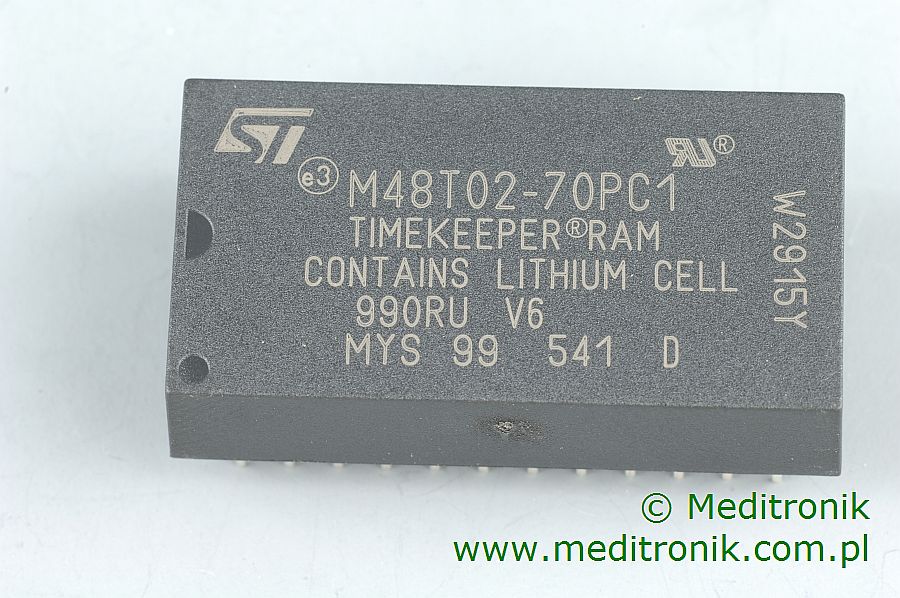 ST
e3 M48T02-70PC1
TIMEKEEPER®RAM
CONTAINS LITHIUM CELL
990RU V6
MYS 99 541 D
RU®
W2915Y
© Meditronik
www.meditronik.com.pl